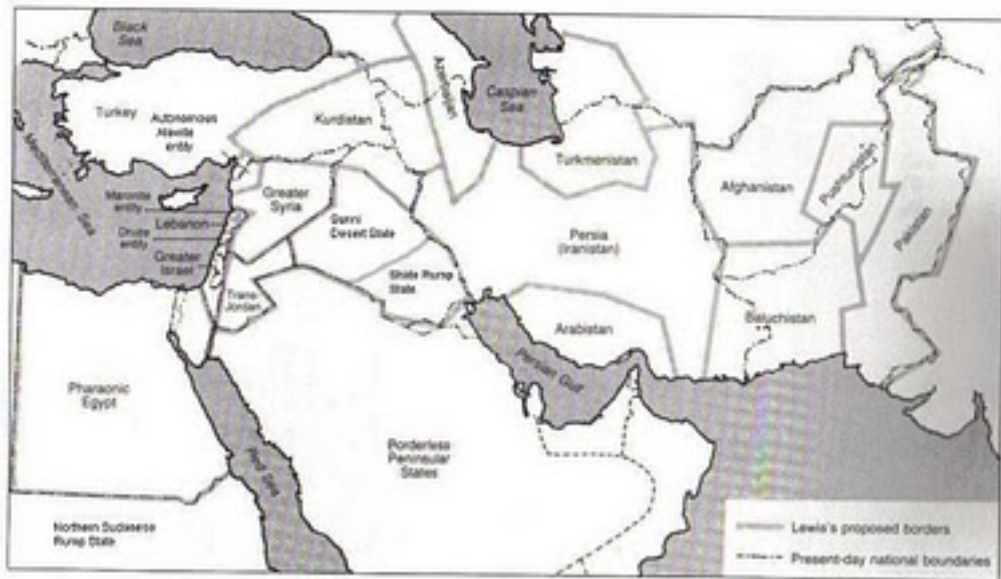 Black
Sea
Turkey
Autonomous
Alawite
entity
Kurdistan
Azerbaijan
Caspian
Sea
Turkmenistan
Afghanistan
Pushtunistan
Pakistan
Mediterranean Sea
Maronite
entity
Lebanon
Druze
entity
Greater
Israel
Greater
Syria
Sunni
Desert State
Persia
(Iranistan)
Shiite Rump
State
Trans-
Jordan
Arabistan
Baluchistan
Persian Gulf
Pharaonic
Egypt
Red Sea
Borderless
Peninsular
States
Northern Sudanese
Rump State
Lewis's proposed borders
Present-day national boundaries